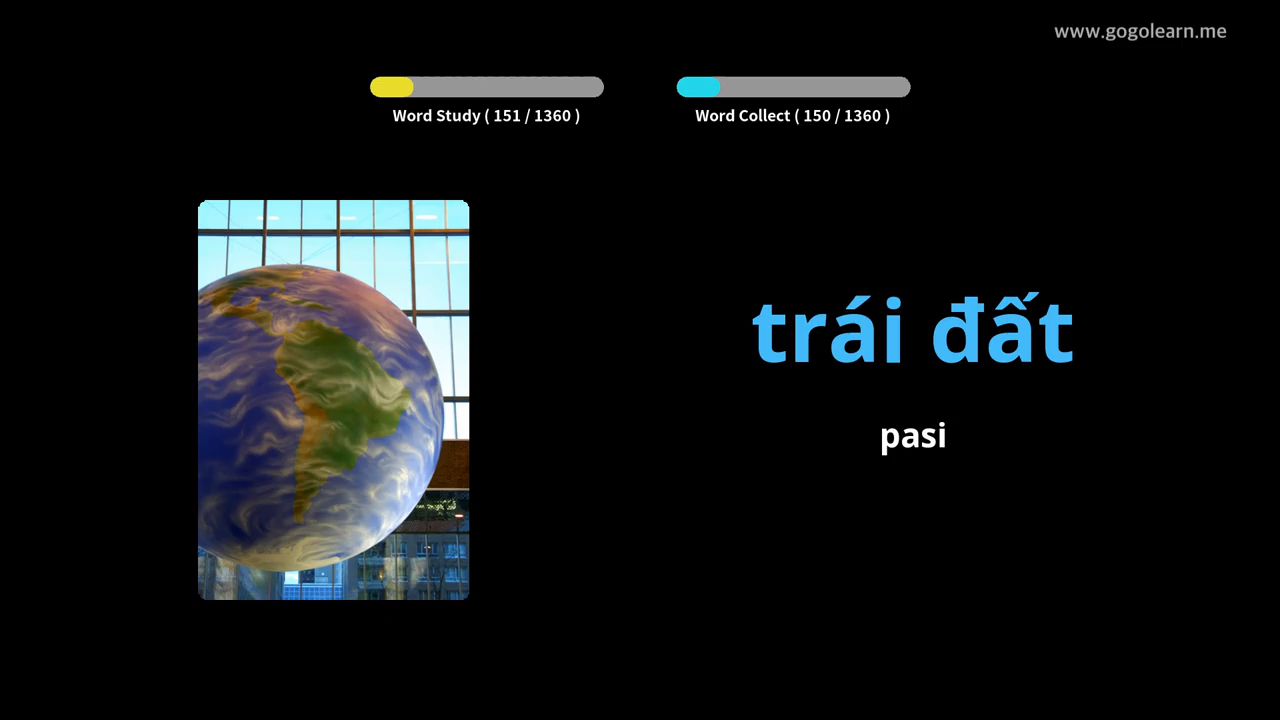 www.gogolearn.me
Word Study ( 151 / 1360 )
Word Collect ( 150 / 1360 )
trái đất
pasi